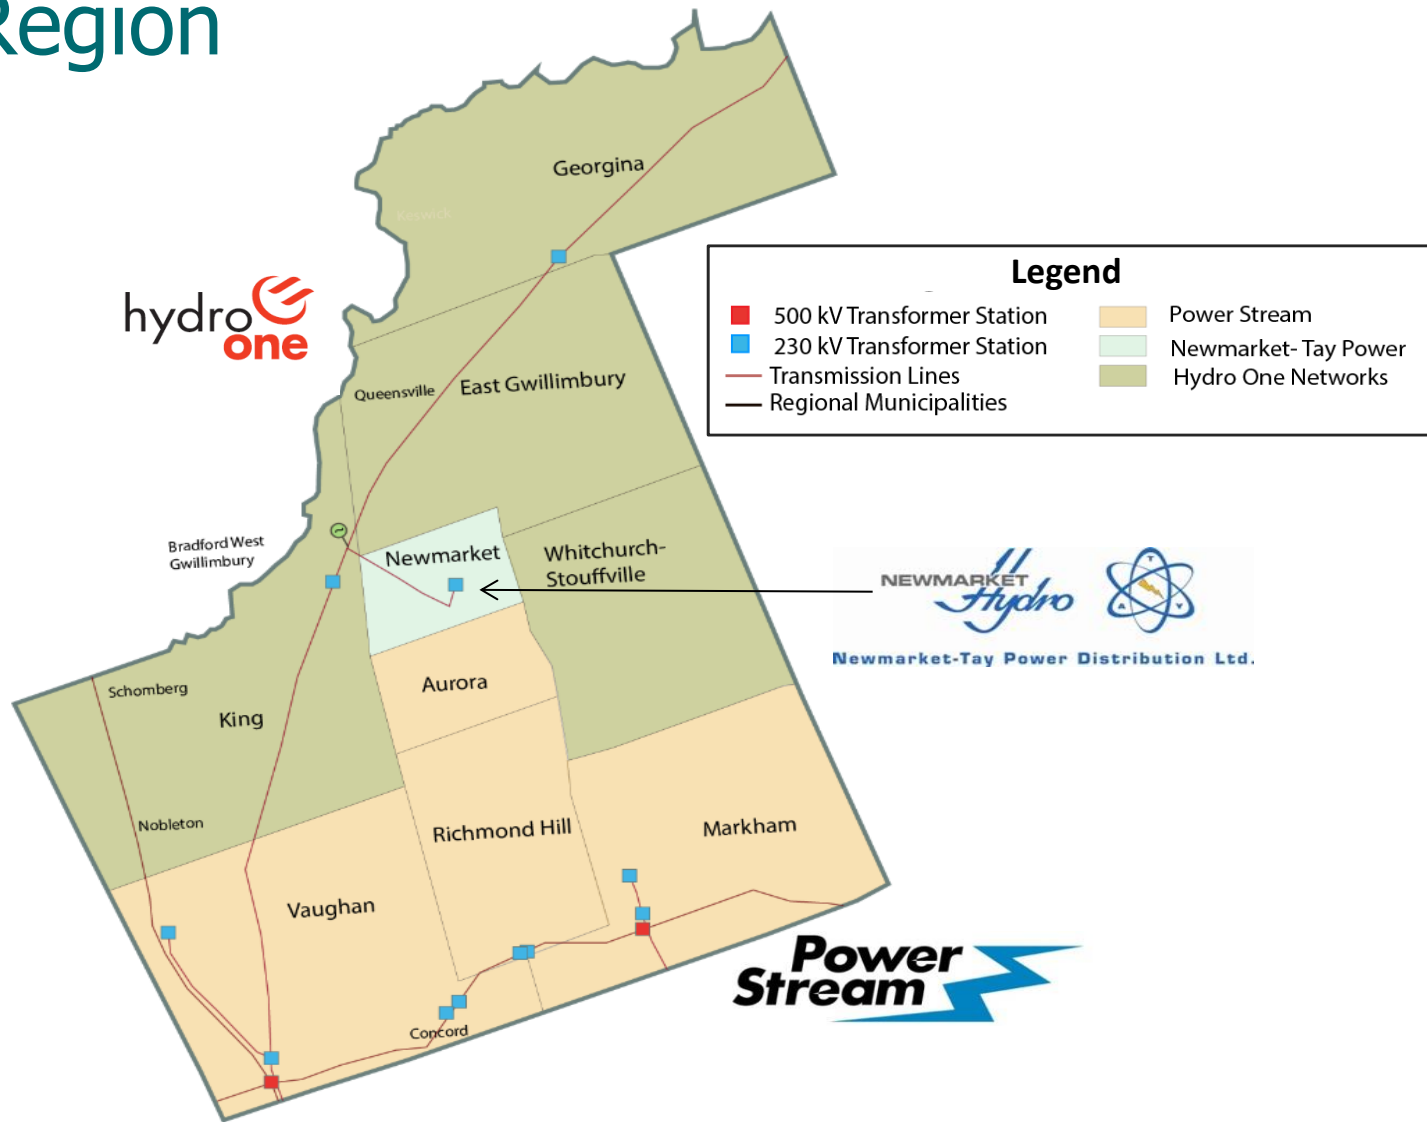 Region
Georgina
Keswick
hydro
one
Legend
500 kV Transformer Station
230 kV Transformer Station
Transmission Lines
Regional Municipalities
Power Stream
Newmarket- Tay Power
Hydro One Networks
Queensville
East Gwillimbury
Bradford West
Gwillimbury
Newmarket
Whitchurch-
Stouffville
NEWMARKET
Hydro
T
A
Y
Newmarket-Tay Power Distribution Ltd.
Schomberg
King
Aurora
Nobleton
Richmond Hill
Markham
Vaughan
Concord
Power
Stream